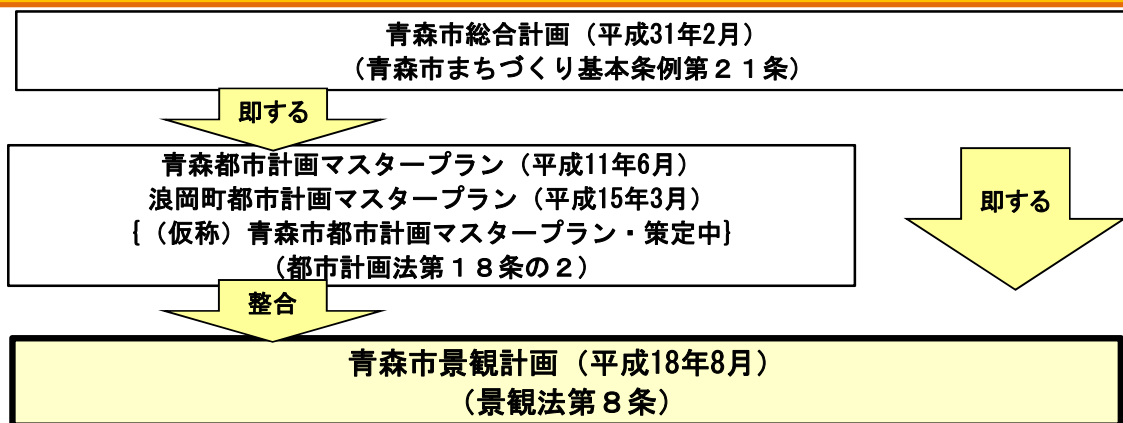 青森市総合計画（平成31年2月）
（青森市まちづくり基本条例第２１条）
即する
青森都市計画マスタープラン（平成11年6月）
浪岡町都市計画マスタープラン（平成15年3月）
{（仮称）青森市都市計画マスタープラン・策定中}
（都市計画法第１８条の２）
即する
整合
青森市景観計画（平成18年8月）
（景観法第８条）